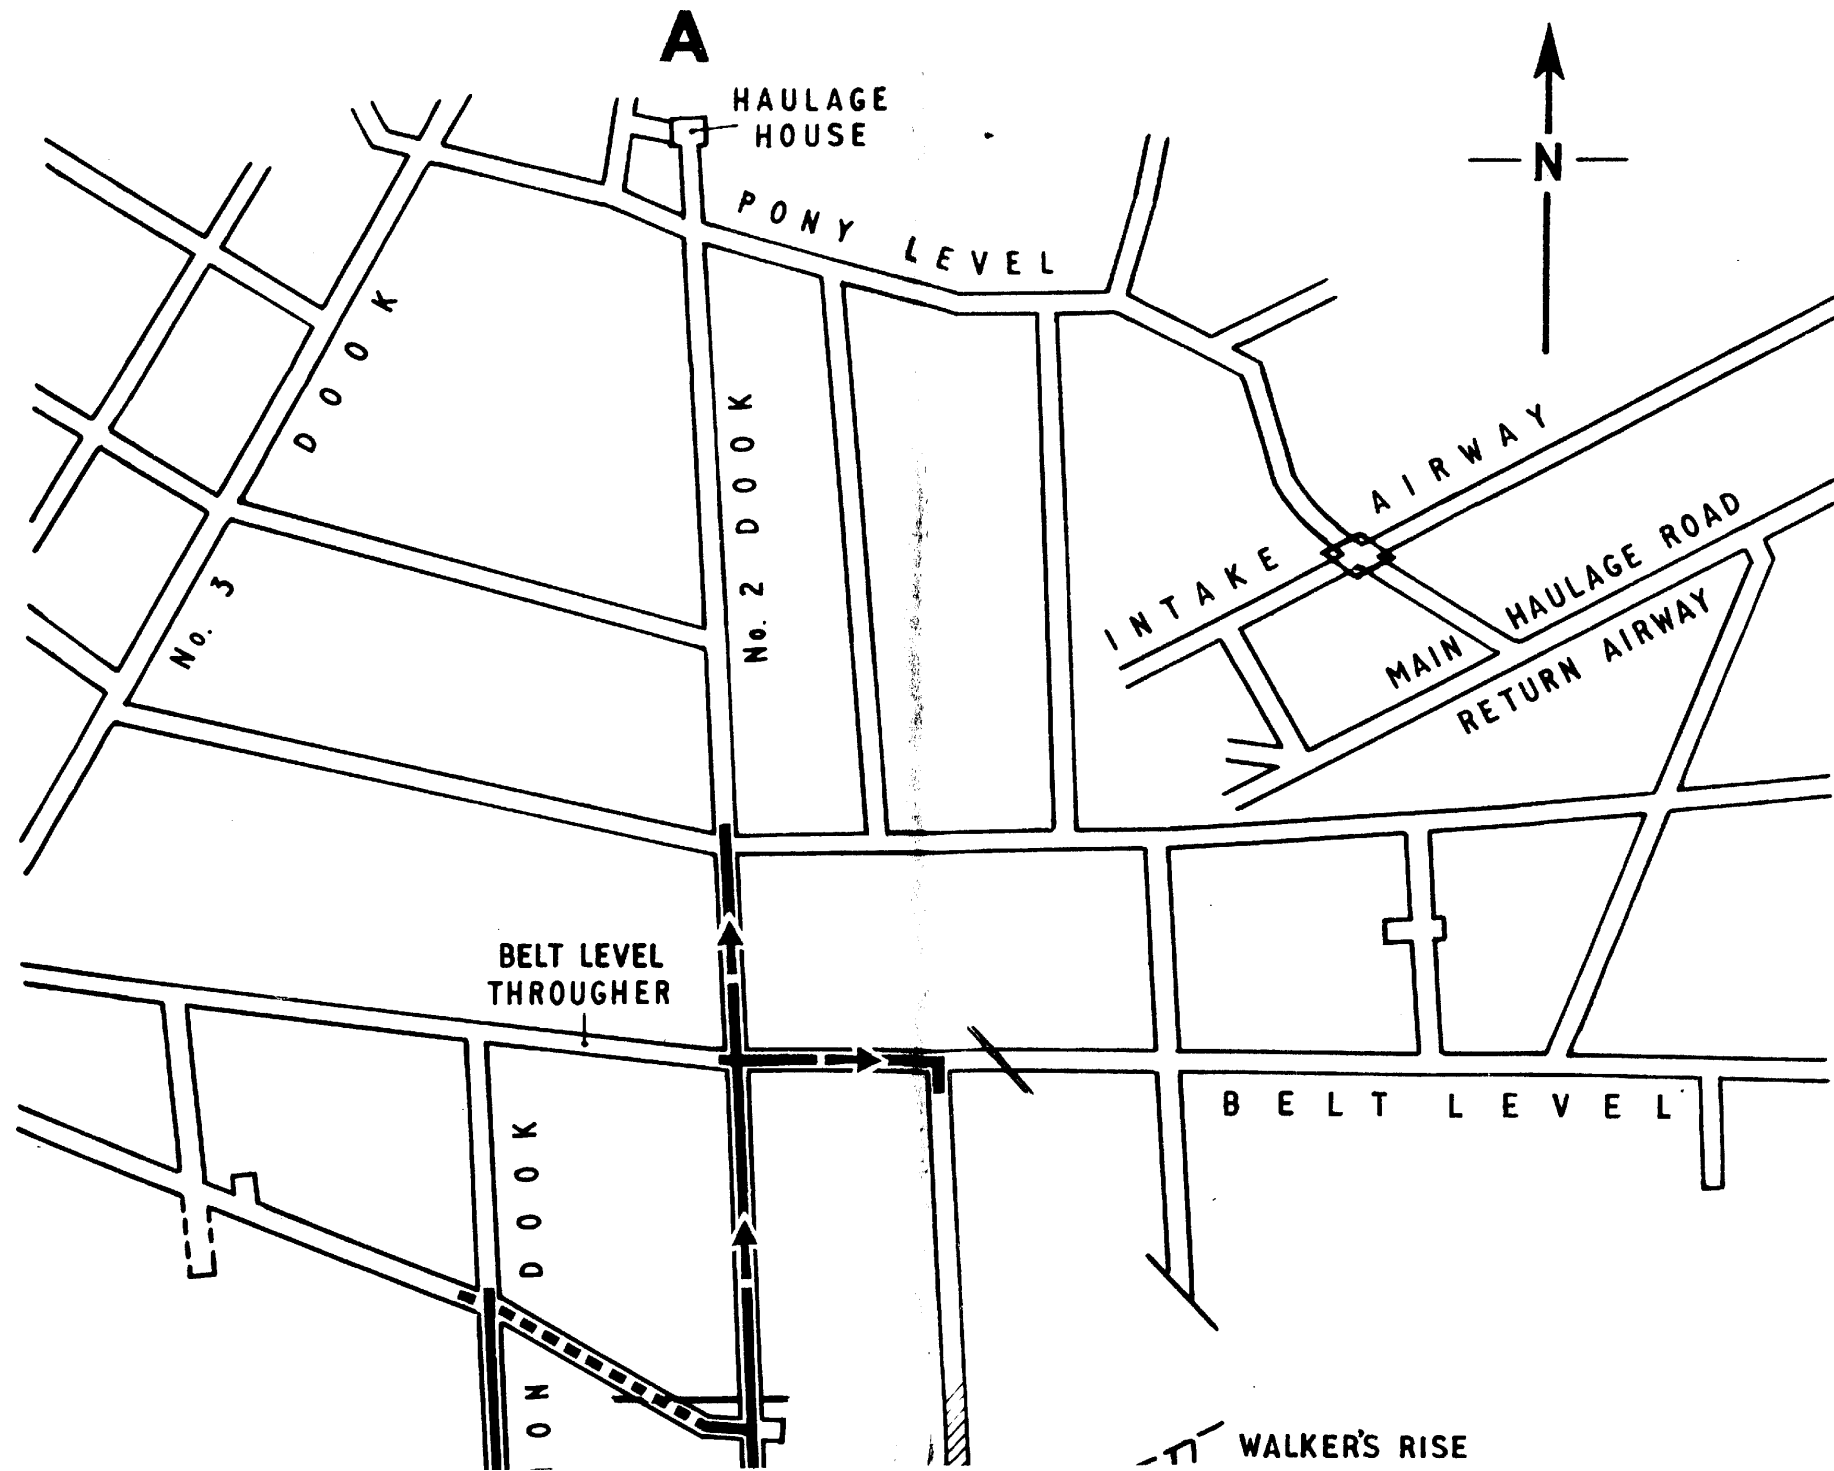 A
HAULAGE
HOUSE
N
PONY LEVEL
No. 3 DOOK
No. 2 DOOK
INTAKE AIRWAY
MAIN HAULAGE ROAD
RETURN AIRWAY
BELT LEVEL
THROUGHER
BELT LEVEL
DOOK
WALKER'S RISE